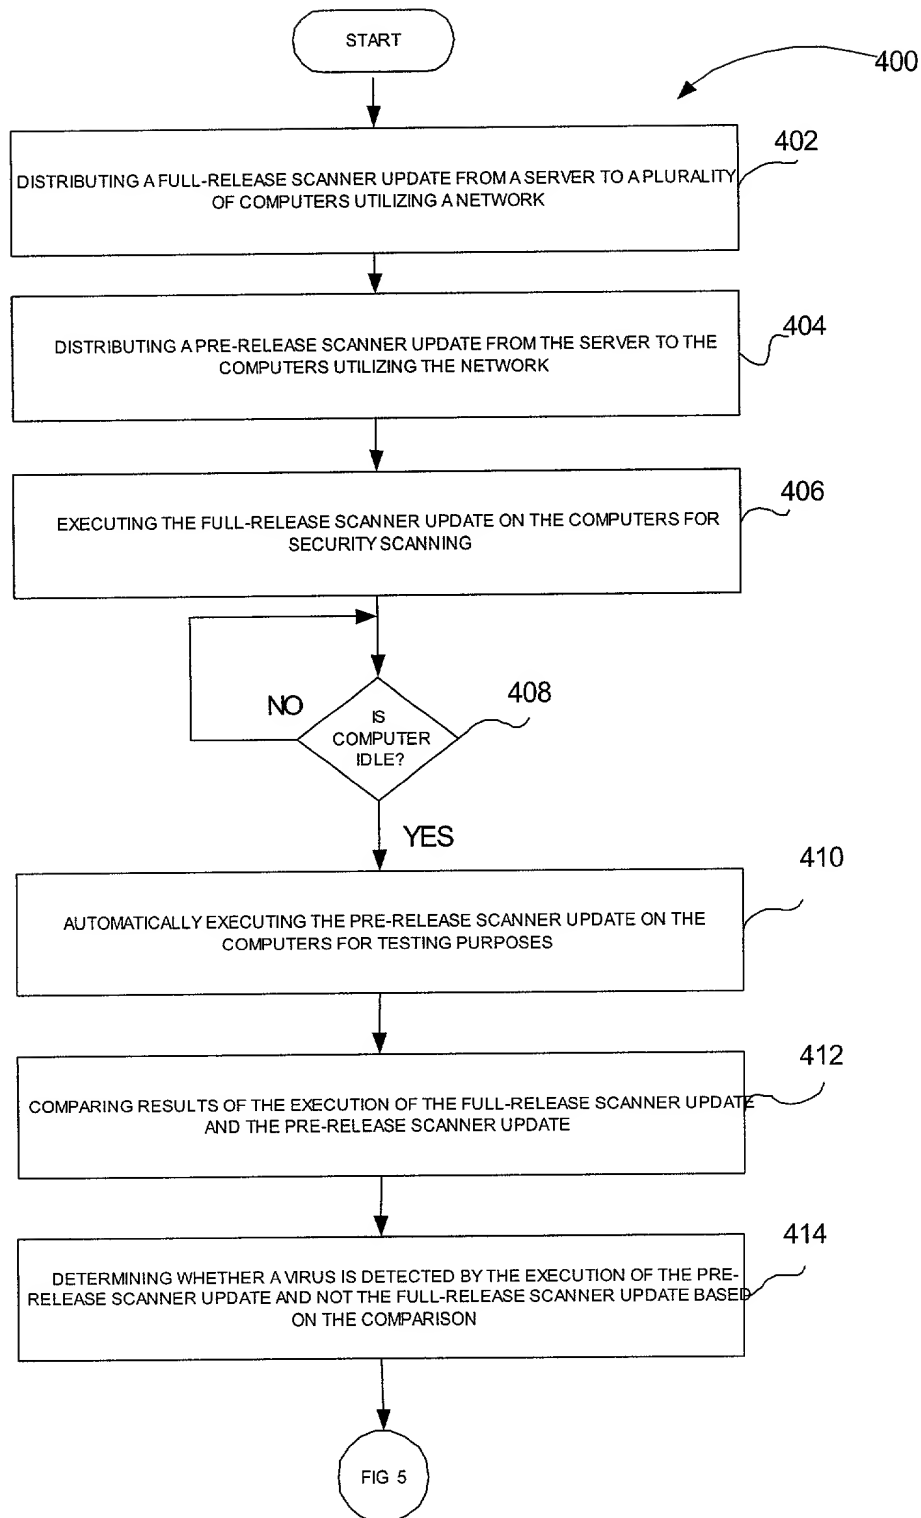 START
400
402
DISTRIBUTING A FULL-RELEASE SCANNER UPDATE FROM A SERVER TO A PLURALITY
OF COMPUTERS UTILIZING A NETWORK
404
DISTRIBUTING A PRE-RELEASE SCANNER UPDATE FROM THE SERVER TO THE
COMPUTERS UTILIZING THE NETWORK
406
EXECUTING THE FULL-RELEASE SCANNER UPDATE ON THE COMPUTERS FOR
SECURITY SCANNING
408
NO
IS
COMPUTER
IDLE?
YES
410
AUTOMATICALLY EXECUTING THE PRE-RELEASE SCANNER UPDATE ON THE
COMPUTERS FOR TESTING PURPOSES
412
COMPARING RESULTS OF THE EXECUTION OF THE FULL-RELEASE SCANNER UPDATE
AND THE PRE-RELEASE SCANNER UPDATE
414
DETERMINING WHETHER A VIRUS IS DETECTED BY THE EXECUTION OF THE PRE-
RELEASE SCANNER UPDATE AND NOT THE FULL-RELEASE SCANNER UPDATE BASED
ON THE COMPARISON
FIG 5